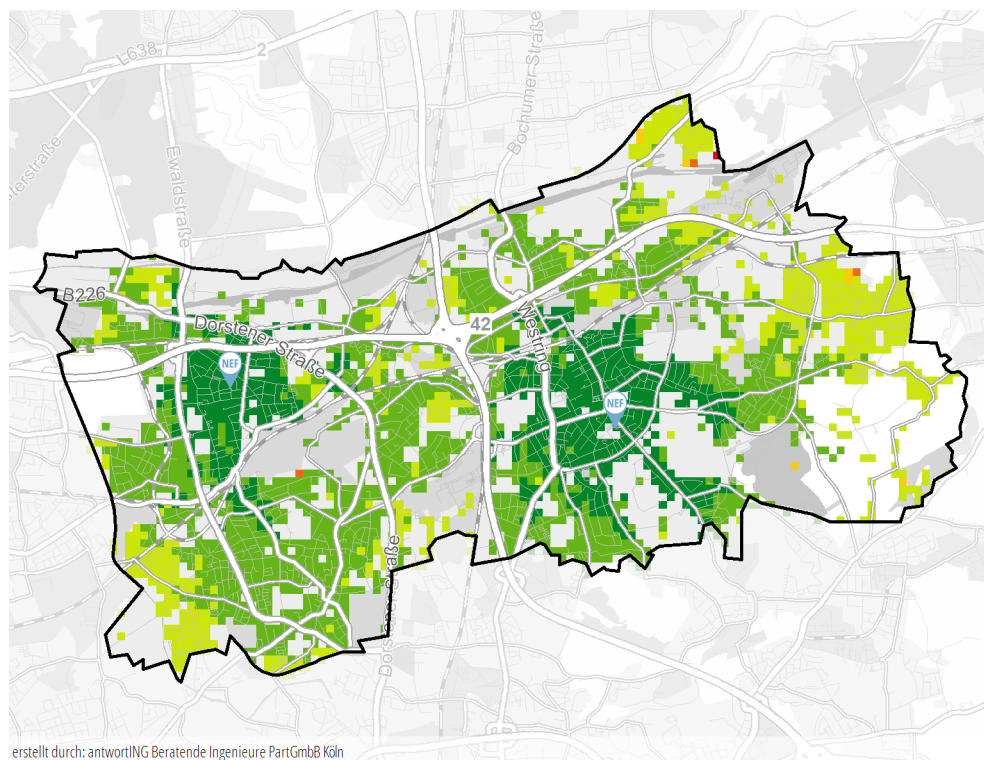 L638
2
Bochumer Straße
Ewaldstraße
B226
Dorstener Straße
42
Westring
NEF
NEF
Dorstener Straße
erstellt durch: antwortING Beratende Ingenieure PartGmbB Köln